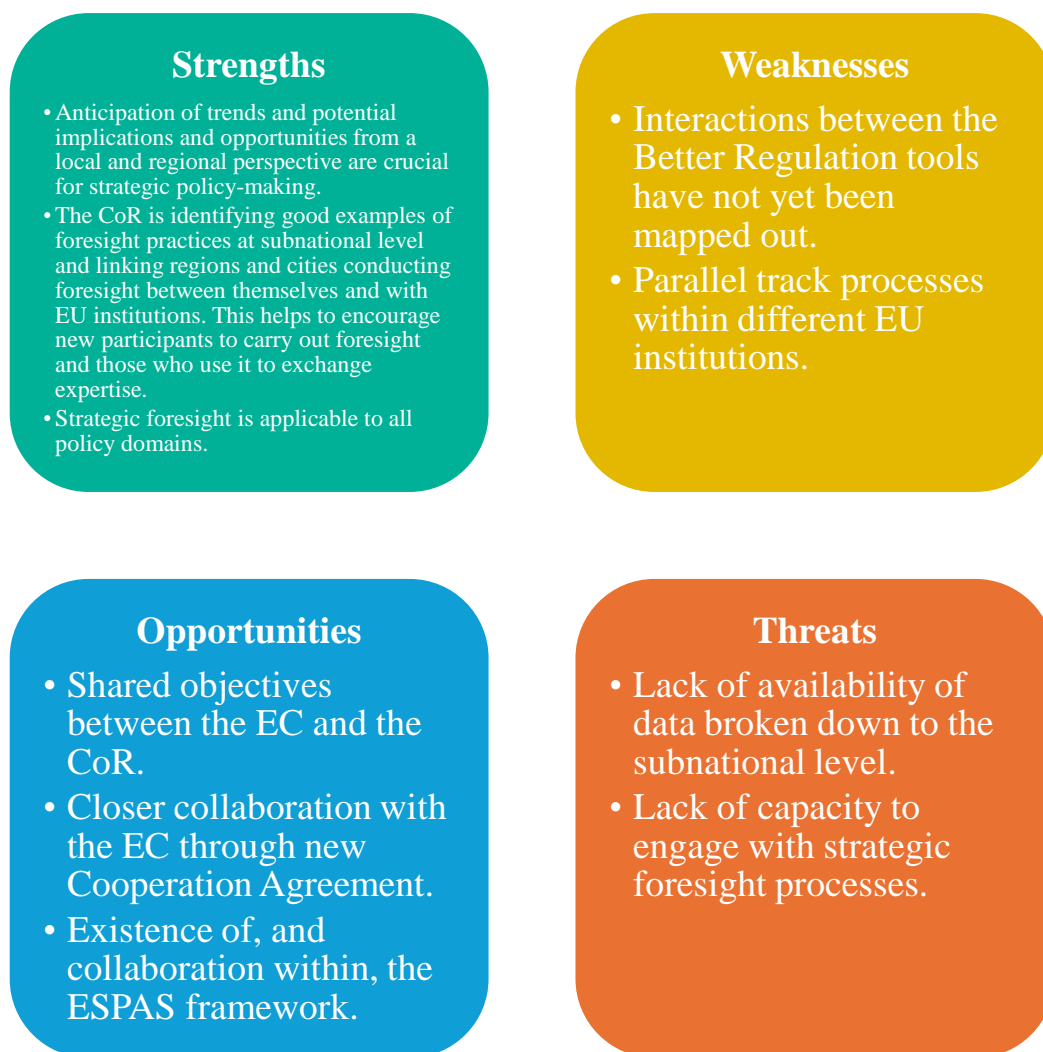 Strengths
• Anticipation of trends and potential
implications and opportunities from a
local and regional perspective are crucial
for strategic policy-making.
• The CoR is identifying good examples of
foresight practices at subnational level
and linking regions and cities conducting
foresight between themselves and with
EU institutions. This helps to encourage
new participants to carry out foresight
and those who use it to exchange
expertise.
• Strategic foresight is applicable to all
policy domains.
Weaknesses
• Interactions between the
Better Regulation tools
have not yet been
mapped out.
• Parallel track processes
within different EU
institutions.
Opportunities
• Shared objectives
between the EC and the
CoR.
• Closer collaboration with
the EC through new
Cooperation Agreement.
• Existence of, and
collaboration within, the
ESPAS framework.
Threats
• Lack of availability of
data broken down to the
subnational level.
• Lack of capacity to
engage with strategic
foresight processes.